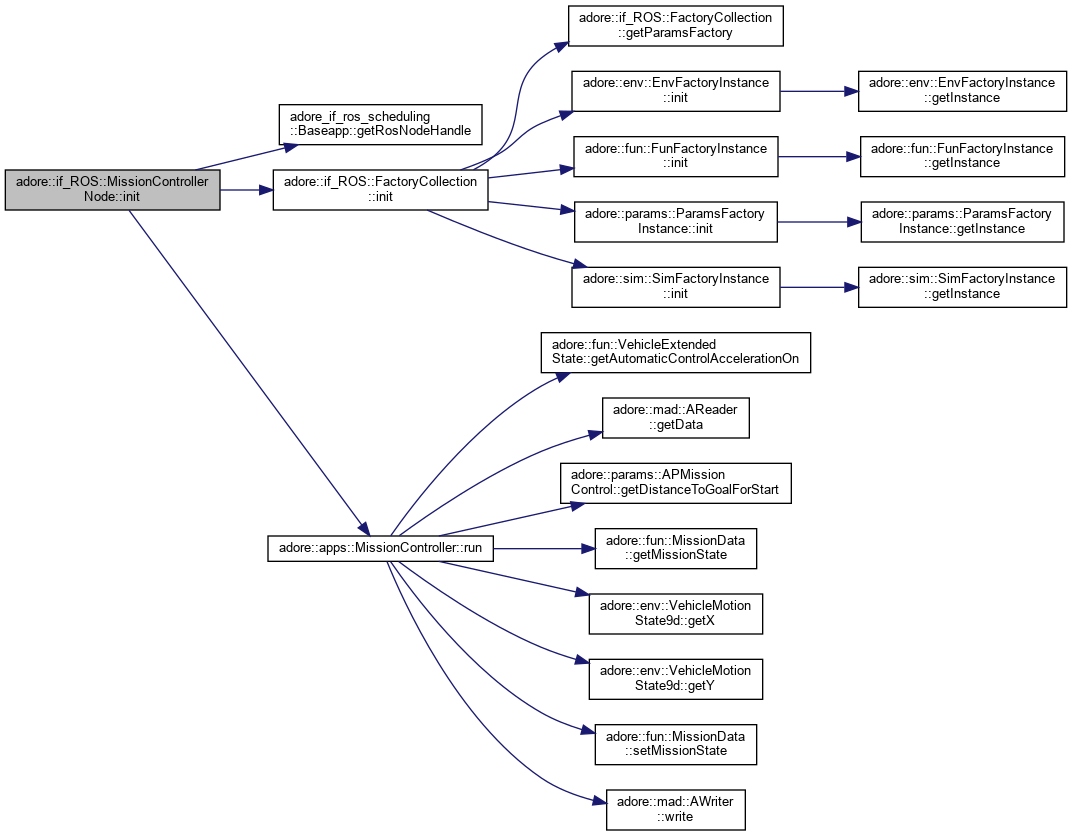 adore::if_ROS::MissionController
Node::init
adore_if_ros_scheduling
::Baseapp::getRosNodeHandle
adore::if_ROS::FactoryCollection
::init
adore::if_ROS::FactoryCollection
::getParamsFactory
adore::env::EnvFactoryInstance
::init
adore::env::EnvFactoryInstance
::getInstance
adore::fun::FunFactoryInstance
::init
adore::fun::FunFactoryInstance
::getInstance
adore::params::ParamsFactory
Instance::init
adore::params::ParamsFactory
Instance::getInstance
adore::sim::SimFactoryInstance
::init
adore::sim::SimFactoryInstance
::getInstance
adore::apps::MissionController::run
adore::fun::VehicleExtended
State::getAutomaticControlAccelerationOn
adore::mad::AReader
::getData
adore::params::APMission
Control::getDistanceToGoalForStart
adore::fun::MissionData
::getMissionState
adore::env::VehicleMotion
State9d::getX
adore::env::VehicleMotion
State9d::getY
adore::fun::MissionData
::setMissionState
adore::mad::AWriter
::write